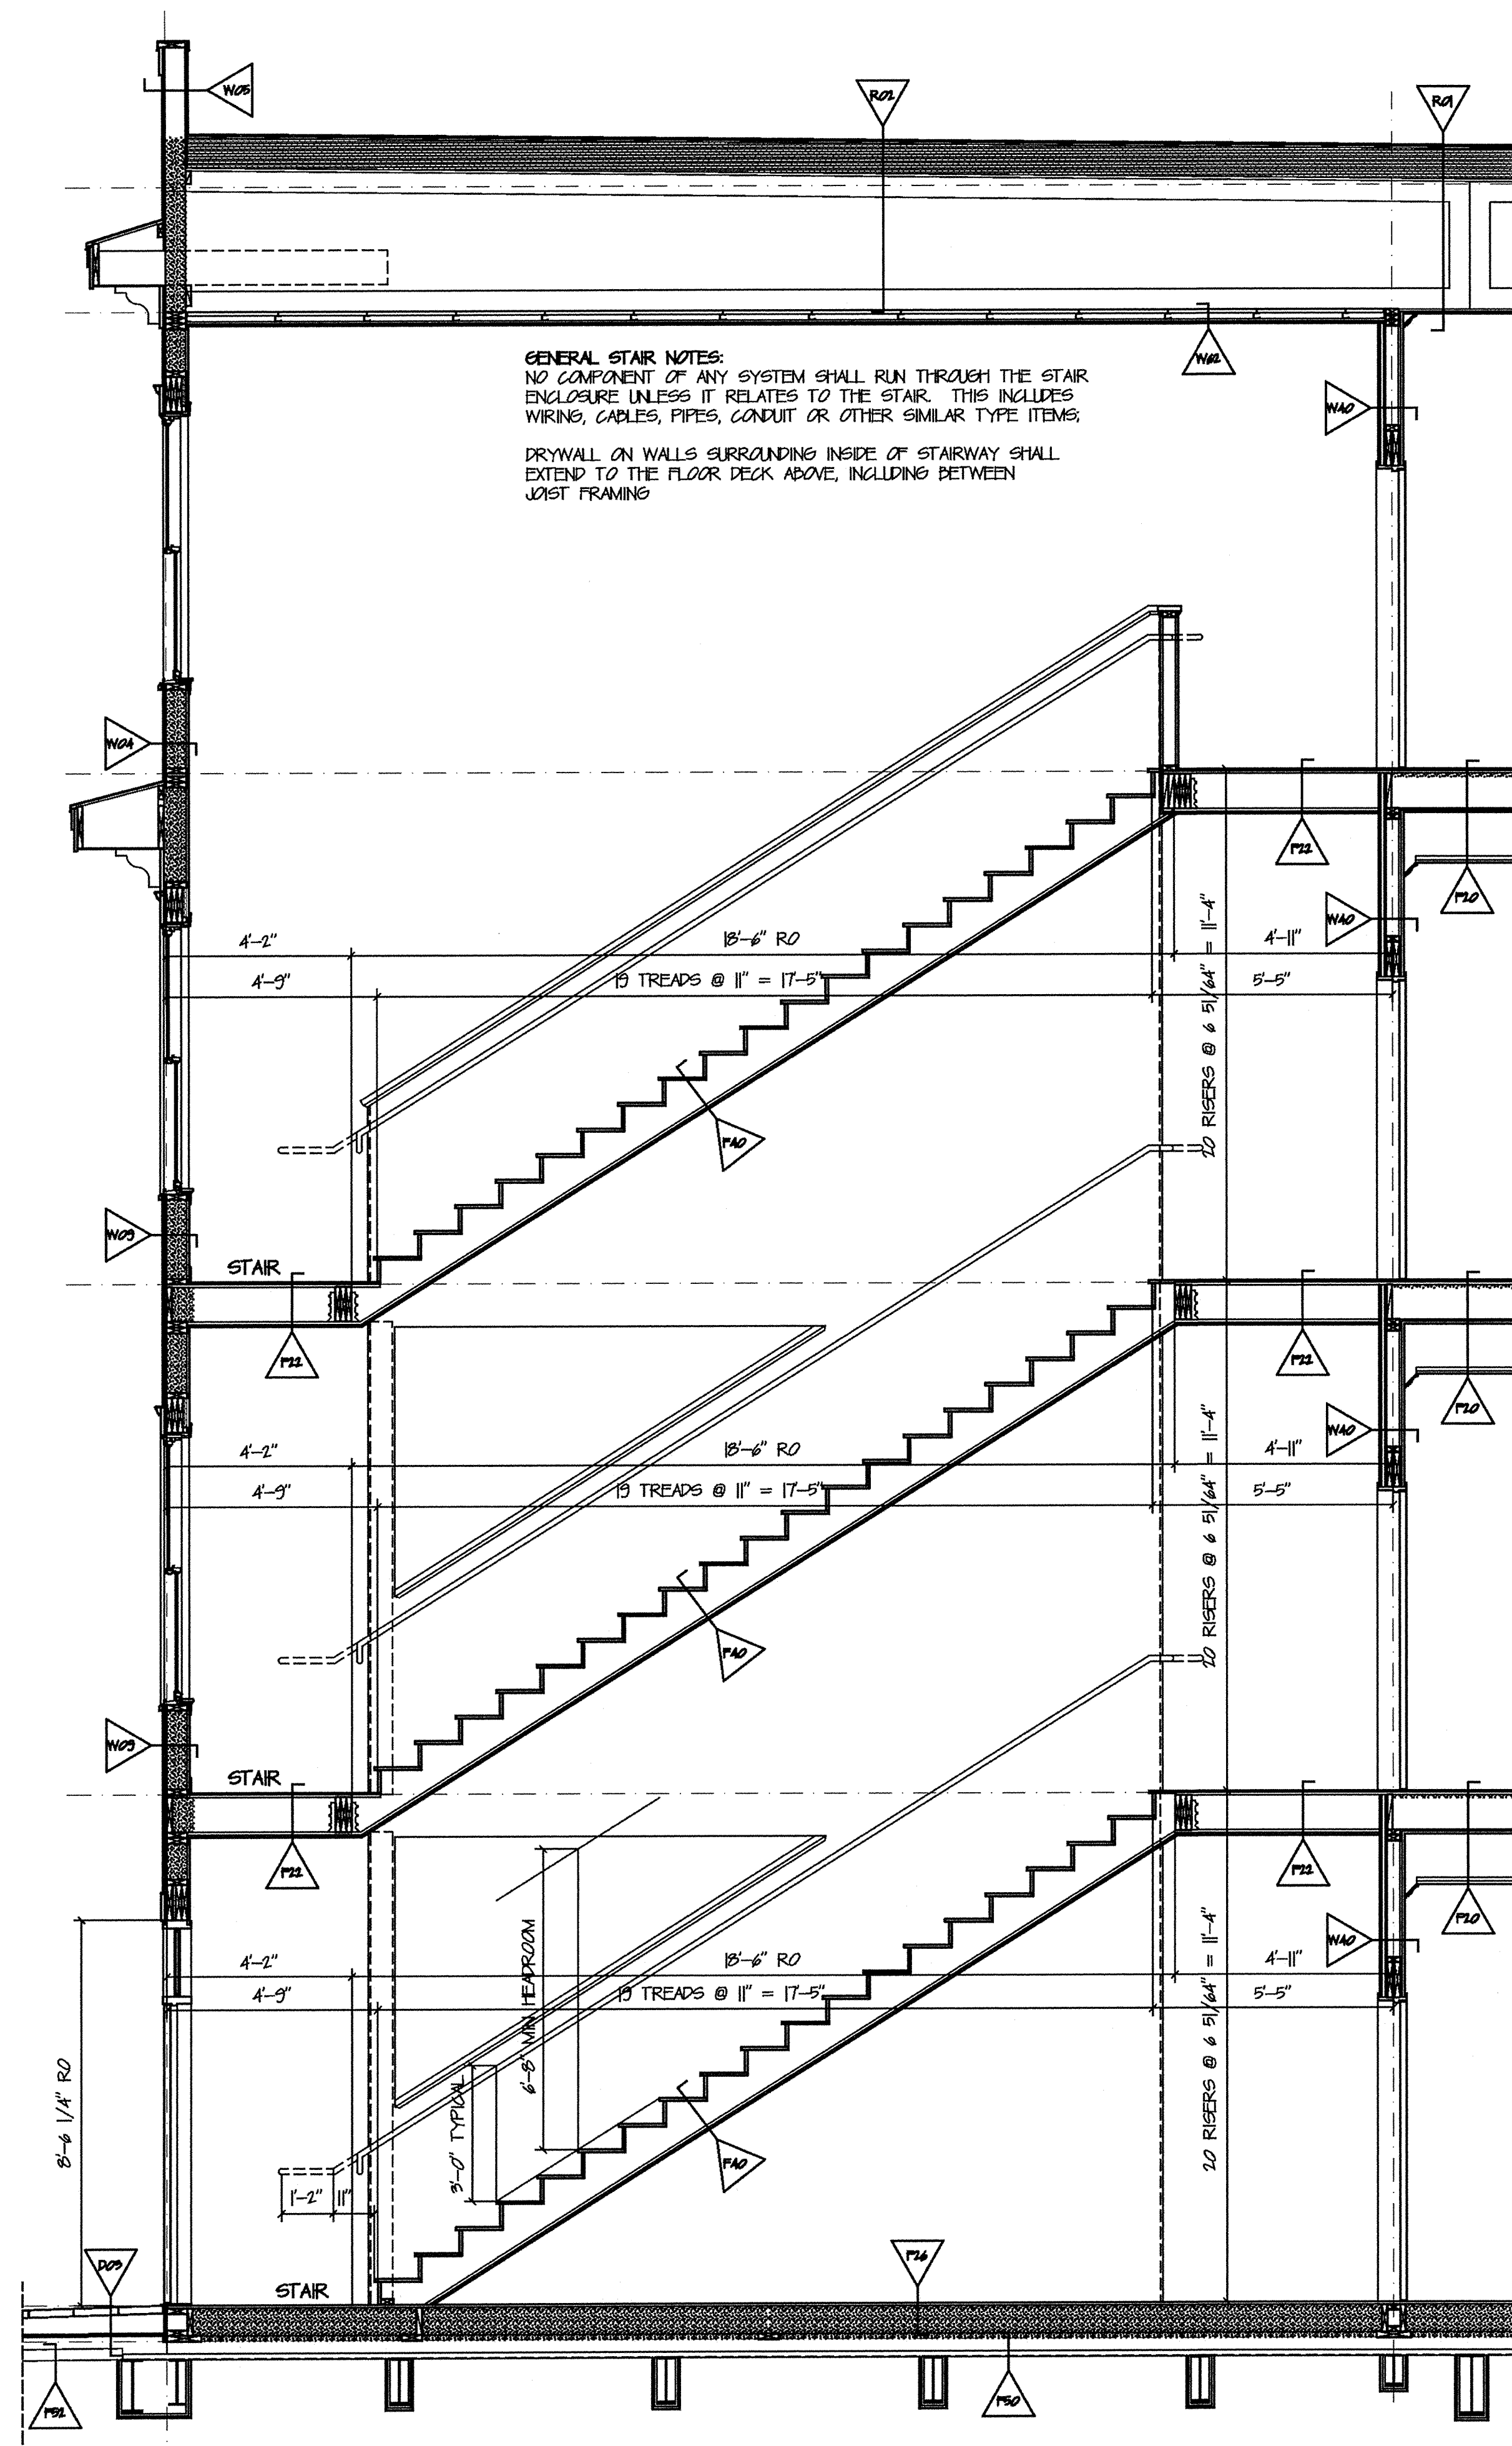 W05
R02
R01
GENERAL STAIR NOTES:
NO COMPONENT OF ANY SYSTEM SHALL RUN THROUGH THE STAIR
ENCLOSURE UNLESS IT RELATES TO THE STAIR. THIS INCLUDES
WIRING, CABLES, PIPES, CONDUIT OR OTHER SIMILAR TYPE ITEMS;
DRYWALL ON WALLS SURROUNDING INSIDE OF STAIRWAY SHALL
EXTEND TO THE FLOOR DECK ABOVE, INCLUDING BETWEEN
JOIST FRAMING
W62
WA0
W04
F22
F20
WA0
4'-2"
18'-6" RO
4'-11"
4'-9"
19 TREADS @ 11" = 17'-5"
5'-5"
20 RISERS @ 6 51/64" = 11'-4"
FA0
W09
STAIR
F22
F22
F20
WA0
4'-2"
18'-6" RO
4'-11"
4'-9"
19 TREADS @ 11" = 17'-5"
5'-5"
20 RISERS @ 6 51/64" = 11'-4"
FA0
W09
STAIR
F22
F22
F20
WA0
4'-2"
18'-6" RO
4'-11"
4'-9"
19 TREADS @ 11" = 17'-5"
5'-5"
20 RISERS @ 6 51/64" = 11'-4"
6'-8" MIN HEADROOM
3'-0" TYPICAL
8'-6 1/4" RO
FA0
1'-2"
11"
D03
STAIR
F26
F52
F50